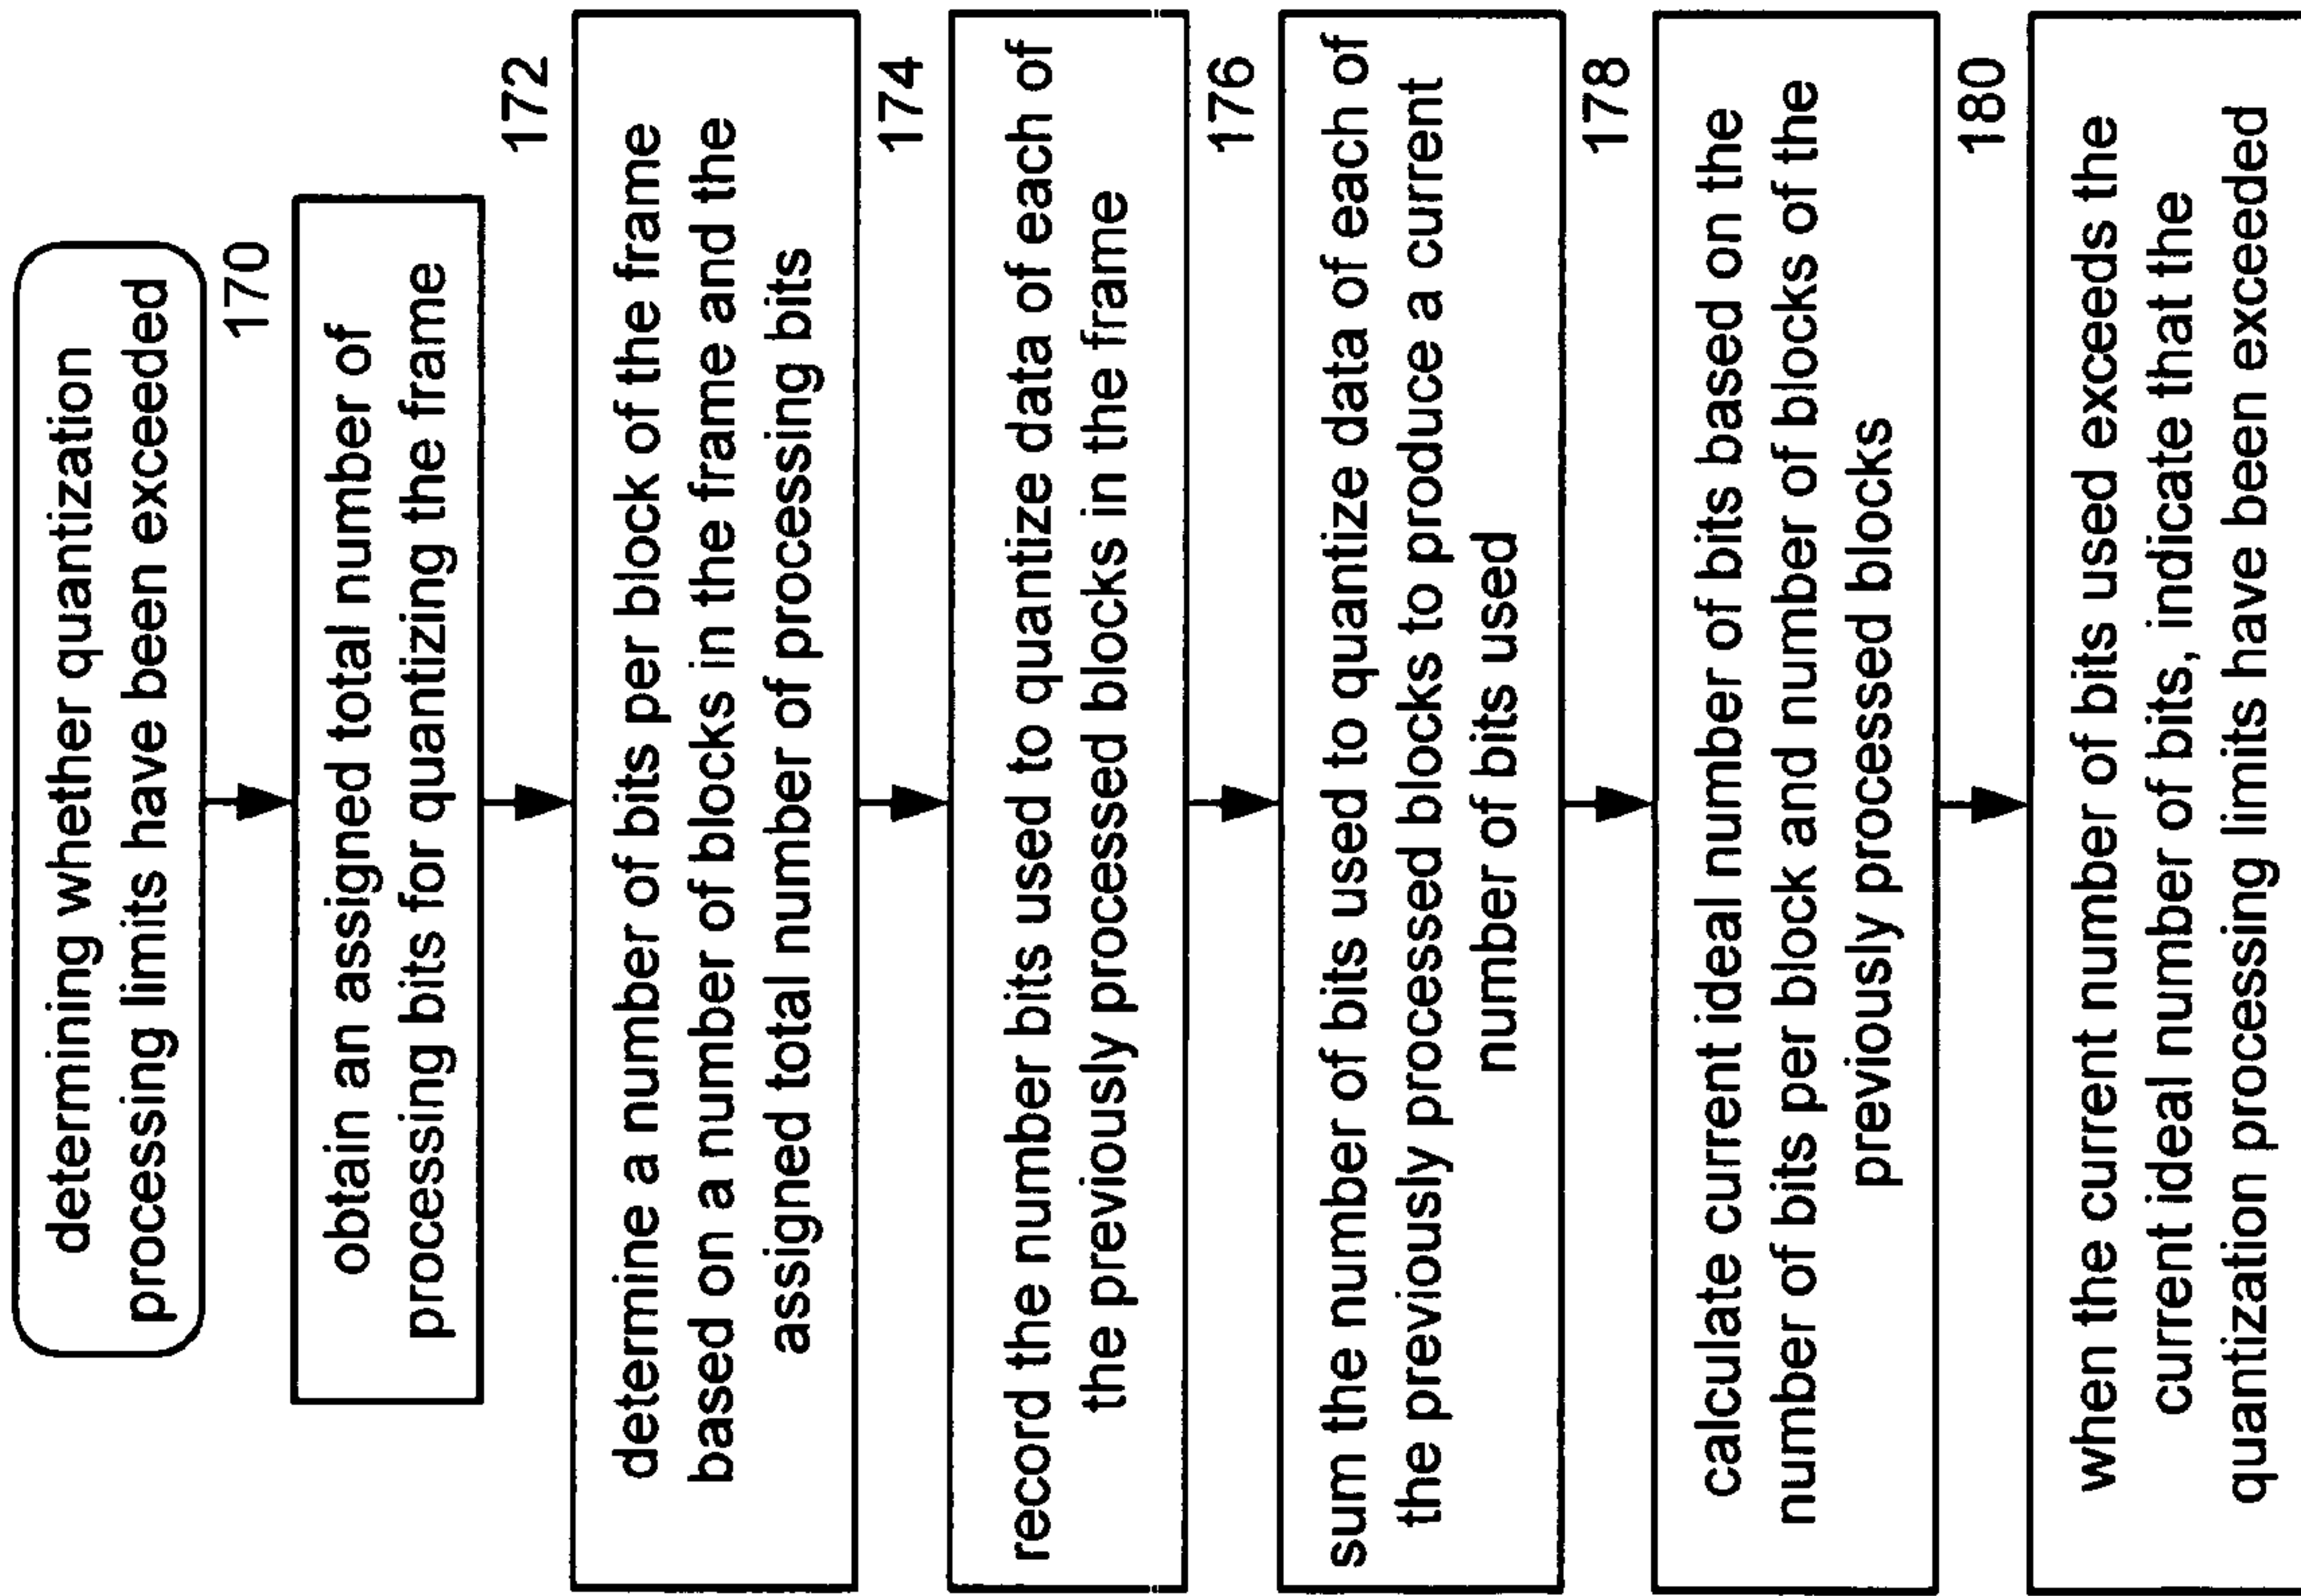 determining whether quantization
processing limits have been exceeded
170
obtain an assigned total number of
processing bits for quantizing the frame
172
determine a number of bits per block of the frame
based on a number of blocks in the frame and the
assigned total number of processing bits
174
record the number bits used to quantize data of each of
the previously processed blocks in the frame
176
sum the number of bits used to quantize data of each of
the previously processed blocks to produce a current
number of bits used
178
calculate current ideal number of bits based on the
number of bits per block and number of blocks of the
previously processed blocks
180
when the current number of bits used exceeds the
current ideal number of bits, indicate that the
quantization processing limits have been exceeded